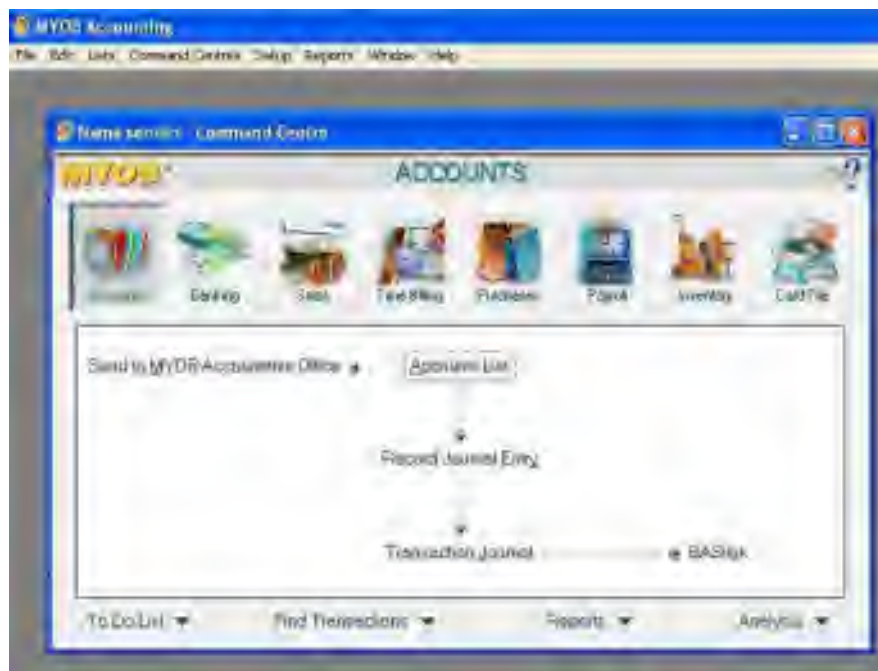 MYOB Accounting
File Edit Lists Command Centres Setup Reports Window Help
Command Centre
MYOB
ACCOUNTS
?
Banking Sales Time Billing Purchases Payroll Inventory Card File
Send to MYOB Accountants Office Accounts List
Record Journal Entry
Transaction Journal BASlink
To Do List Find Transactions Reports Analysis